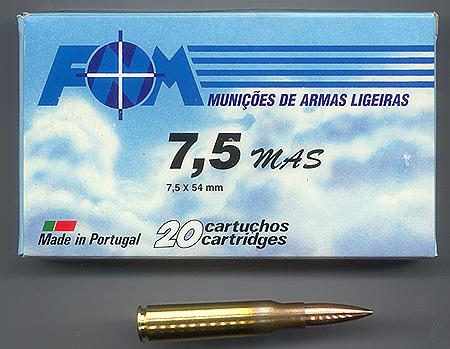 FNM
MUNIÇÕES DE ARMAS LIGEIRAS
7,5 MAS
7,5 X 54 mm
Made in Portugal
20 cartuchos
cartridges